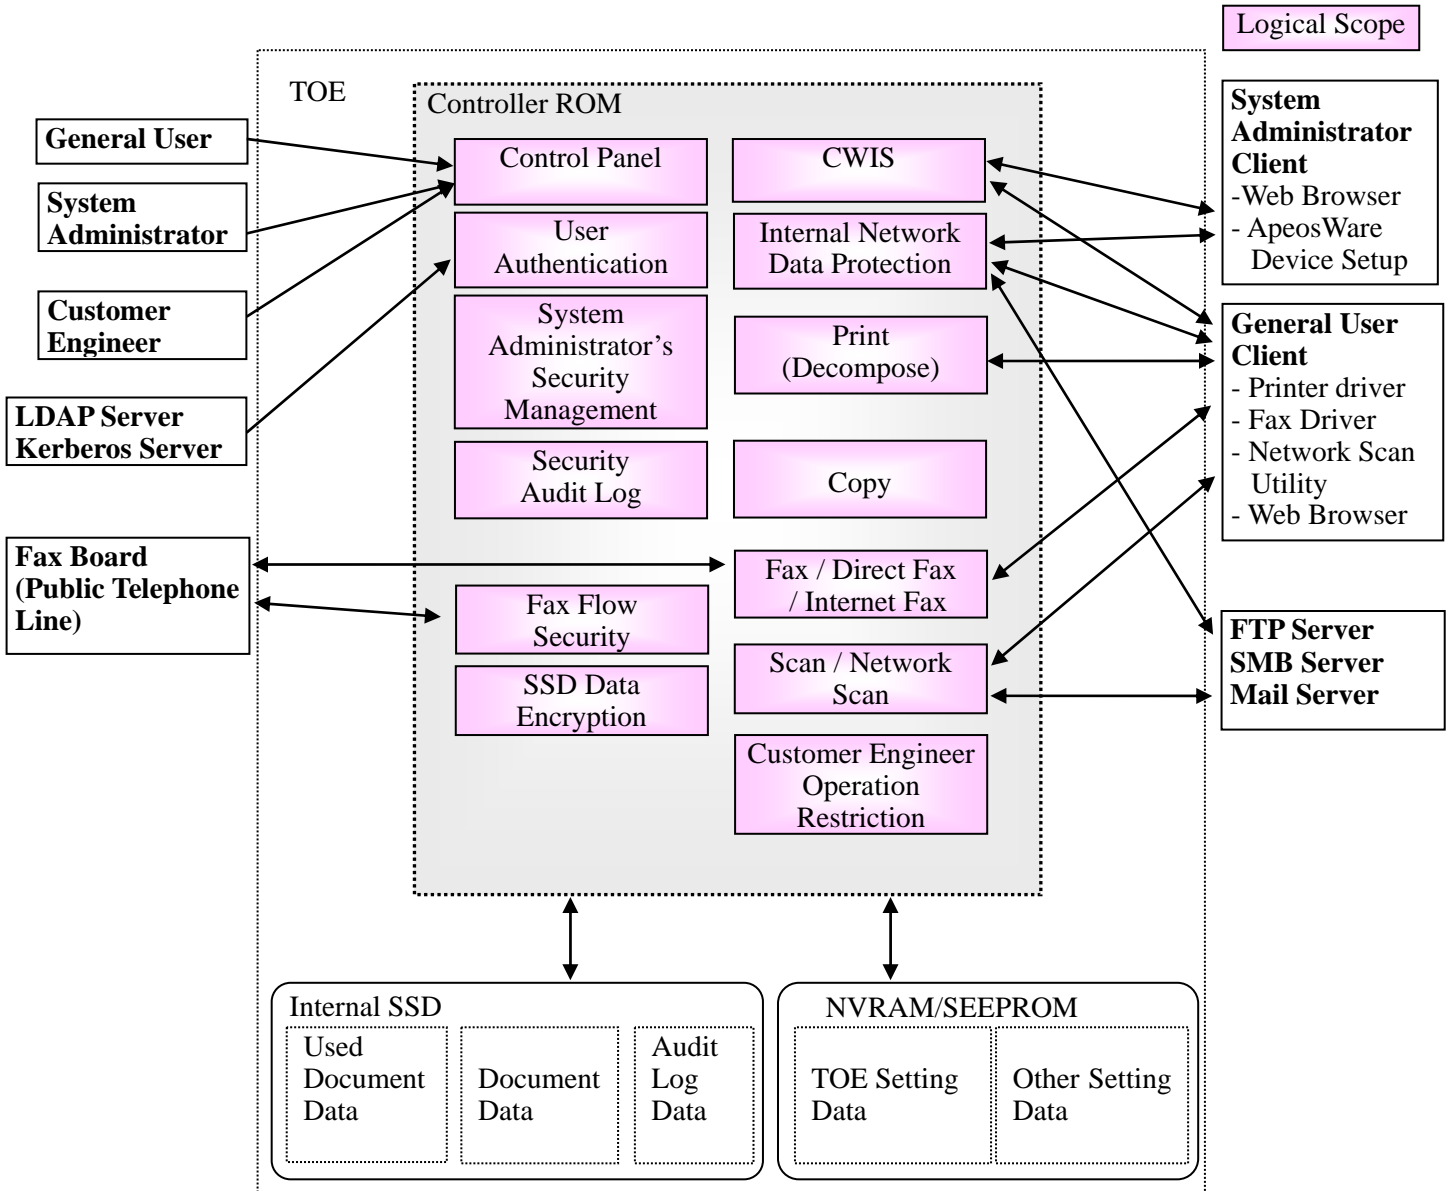 Logical Scope
TOE
Controller ROM
General User
System
Administrator
Customer
Engineer
LDAP Server
Kerberos Server
Fax Board
(Public Telephone
Line)
Control Panel
User
Authentication
System
Administrator’s
Security
Management
Security
Audit Log
Fax Flow
Security
SSD Data
Encryption
CWIS
Internal Network
Data Protection
Print
(Decompose)
Copy
Fax / Direct Fax
/ Internet Fax
Scan / Network
Scan
Customer Engineer
Operation
Restriction
System
Administrator
Client
-Web Browser
- ApeosWare
Device Setup
General User
Client
- Printer driver
- Fax Driver
- Network Scan
Utility
- Web Browser
FTP Server
SMB Server
Mail Server
Internal SSD
Used
Document
Data
Document
Data
Audit
Log
Data
NVRAM/SEEPROM
TOE Setting
Data
Other Setting
Data